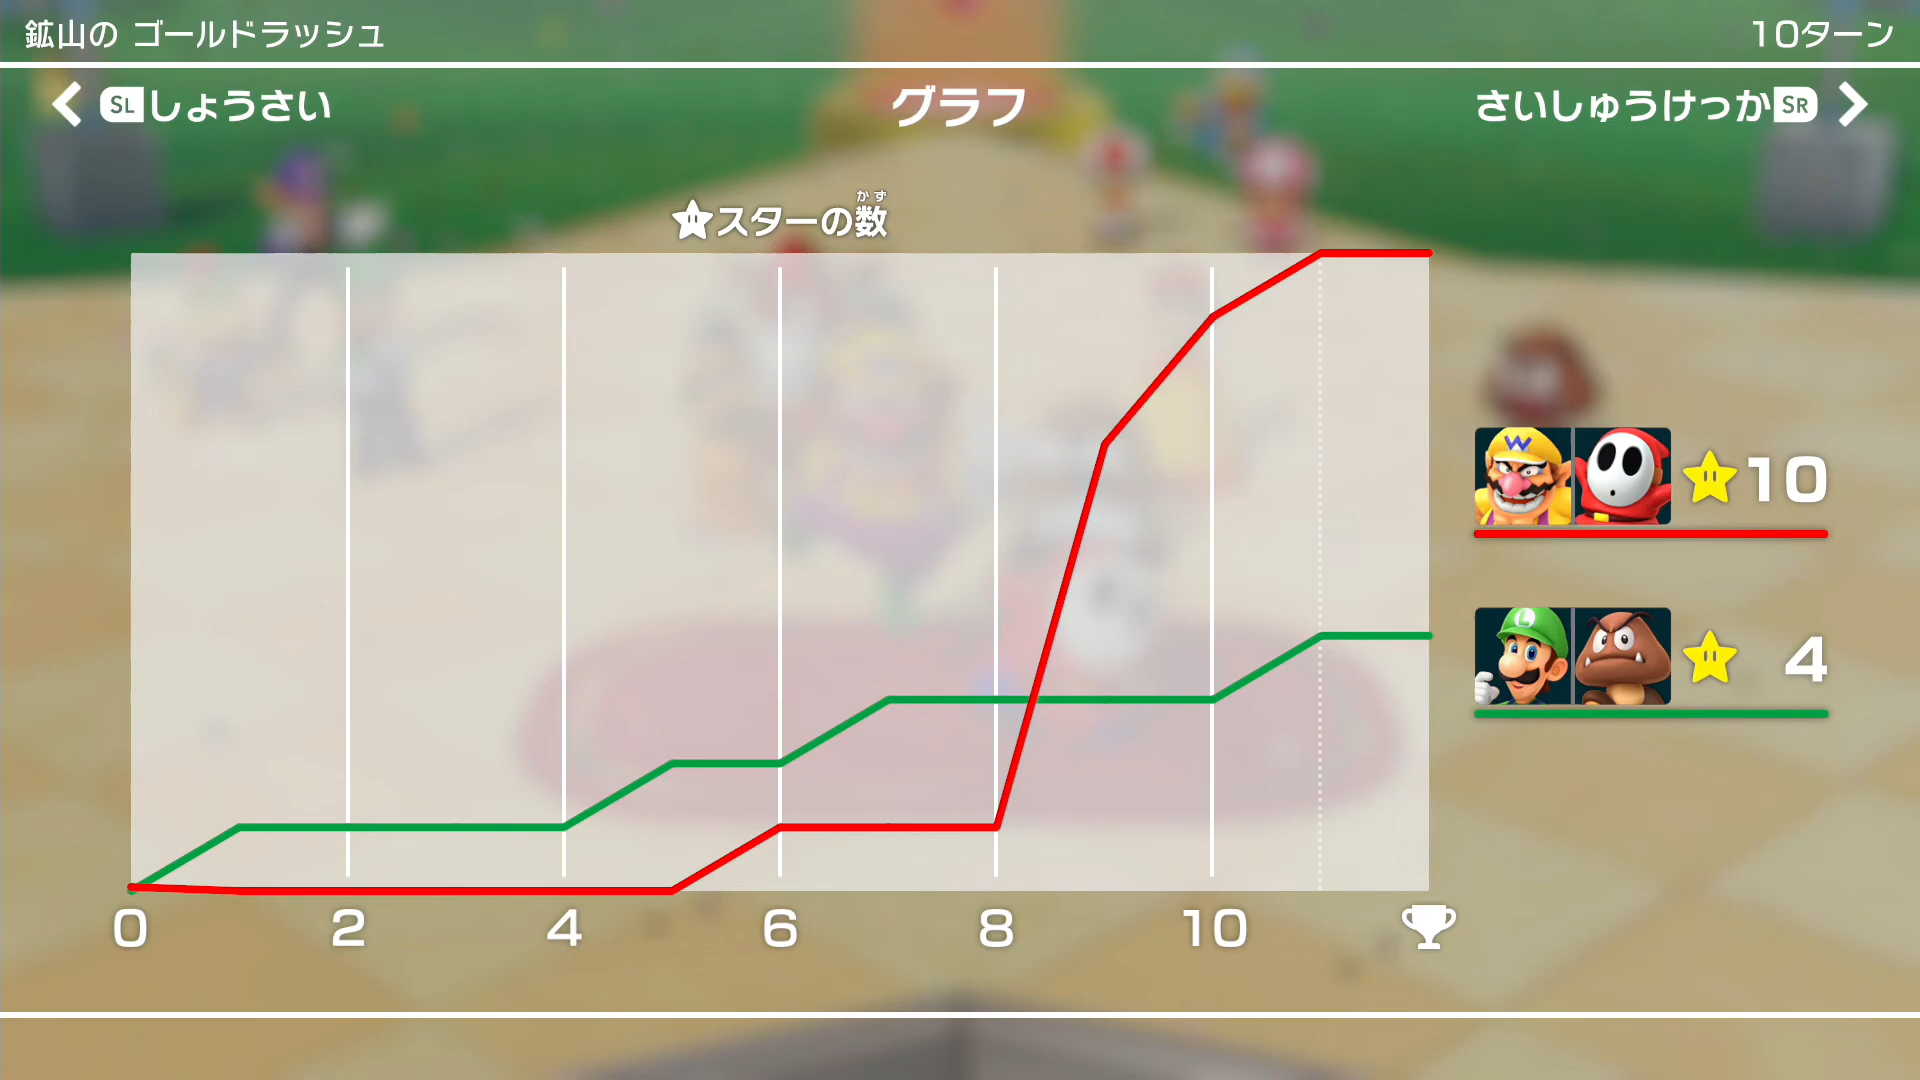 鉱山の ゴールドラッシュ
10ターン
SL しょうさい
グラフ
さいしゅうけっか SR
かず
スターの数
10
4
0 2 4 6 8 10